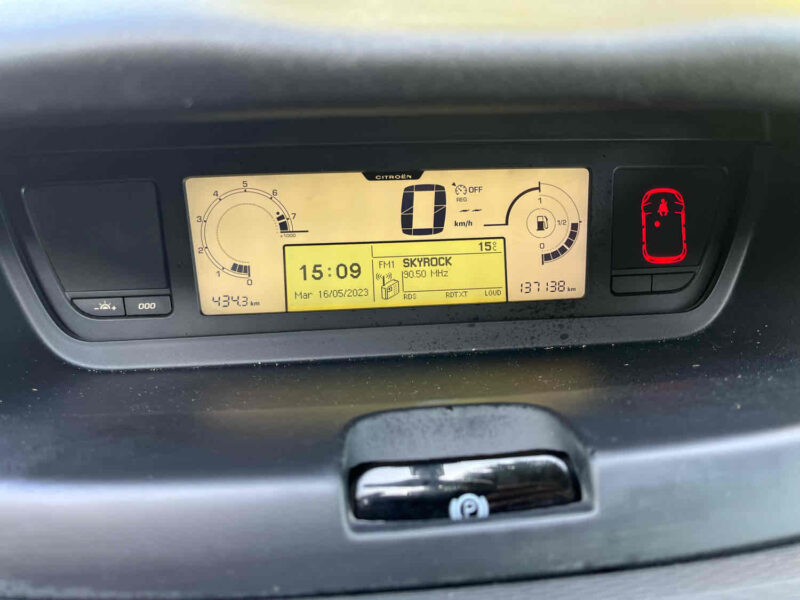 CITROËN
5
4
6
3
7
2
x1000
1
0
434.3 km
0
km/h
OFF
REG
1
1/2
0
15°C
15:09
Mar 16/05/2023
FM1 SKYROCK
90.50 MHz
RDS RDTXT LOUD
137138 km
- +
000
P